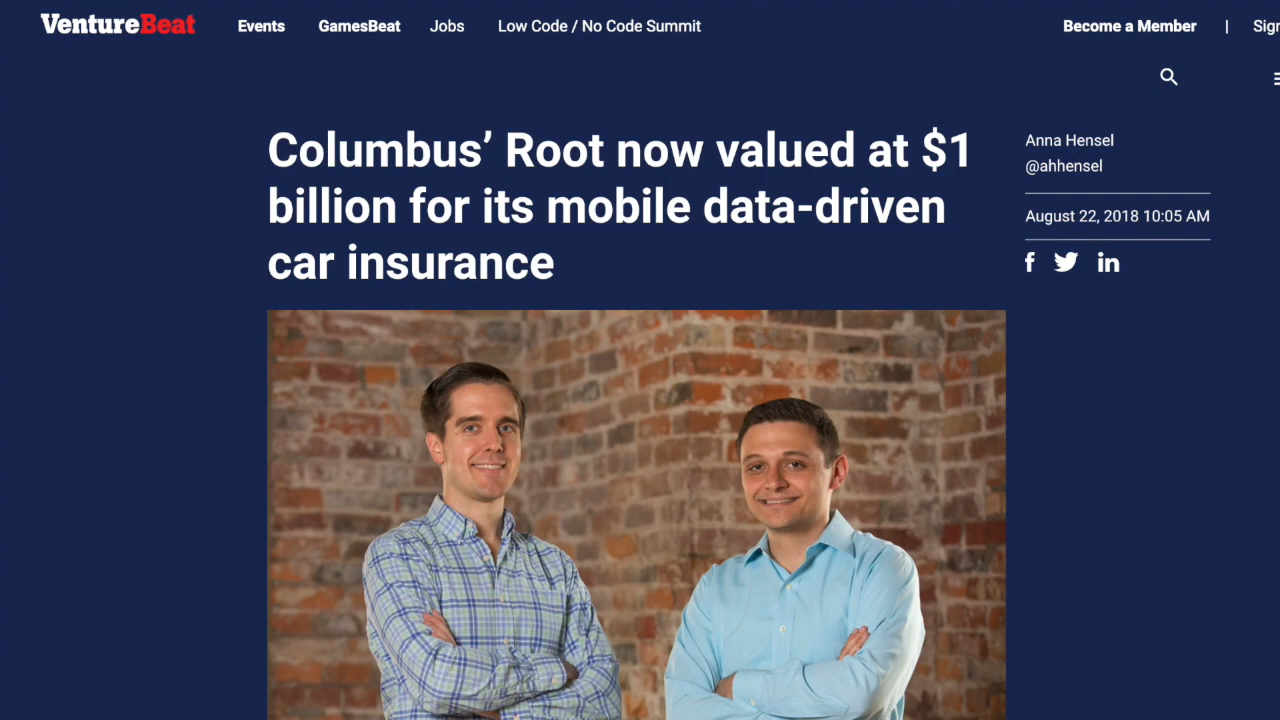 VentureBeat Events GamesBeat Jobs Low Code / No Code Summit Become a Member | Sign
Columbus’ Root now valued at $1
billion for its mobile data-driven
car insurance
Anna Hensel
@ahhensel
August 22, 2018 10:05 AM